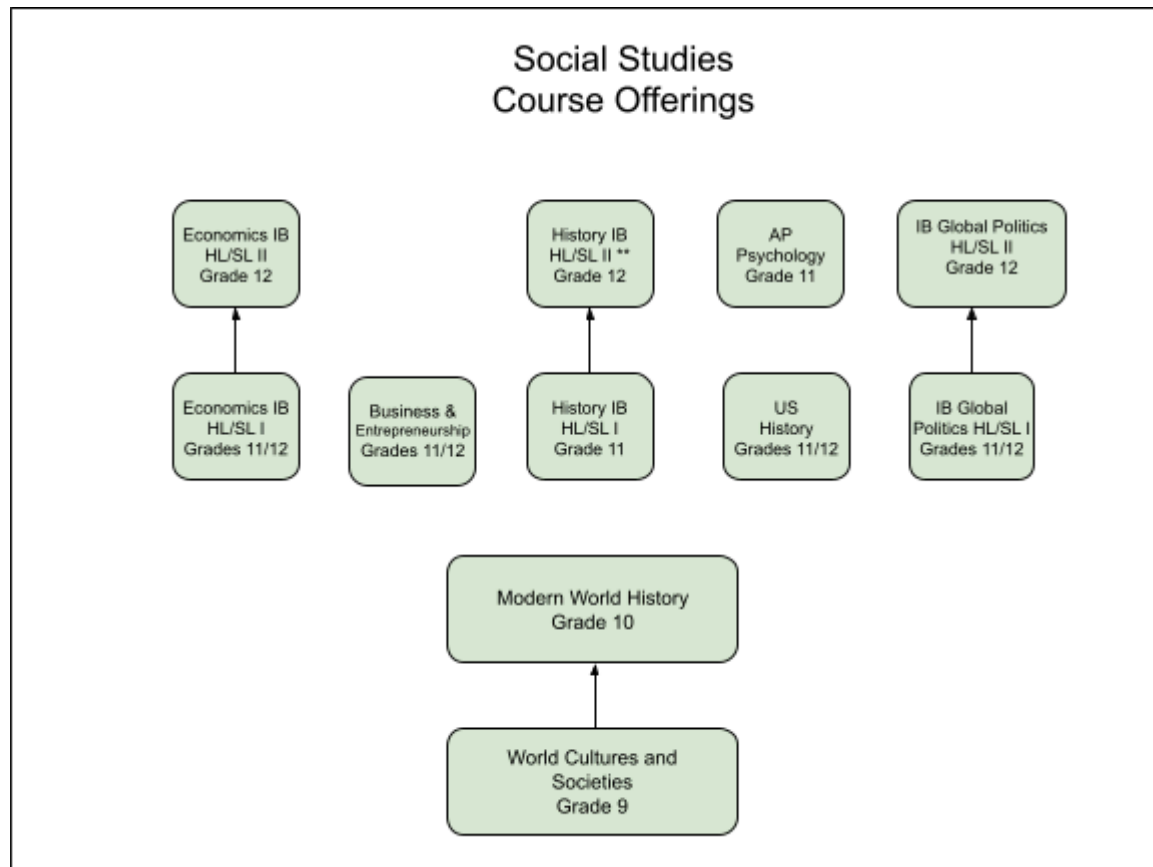 Social Studies
Course Offerings
Economics IB
HL/SL II
Grade 12
History IB
HL/SL II **
Grade 12
AP
Psychology
Grade 11
IB Global Politics
HL/SL II
Grade 12
Economics IB
HL/SL I
Grades 11/12
Business &
Entrepreneurship
Grades 11/12
History IB
HL/SL I
Grade 11
US
History
Grades 11/12
IB Global
Politics HL/SL I
Grades 11/12
Modern World History
Grade 10
World Cultures and
Societies
Grade 9